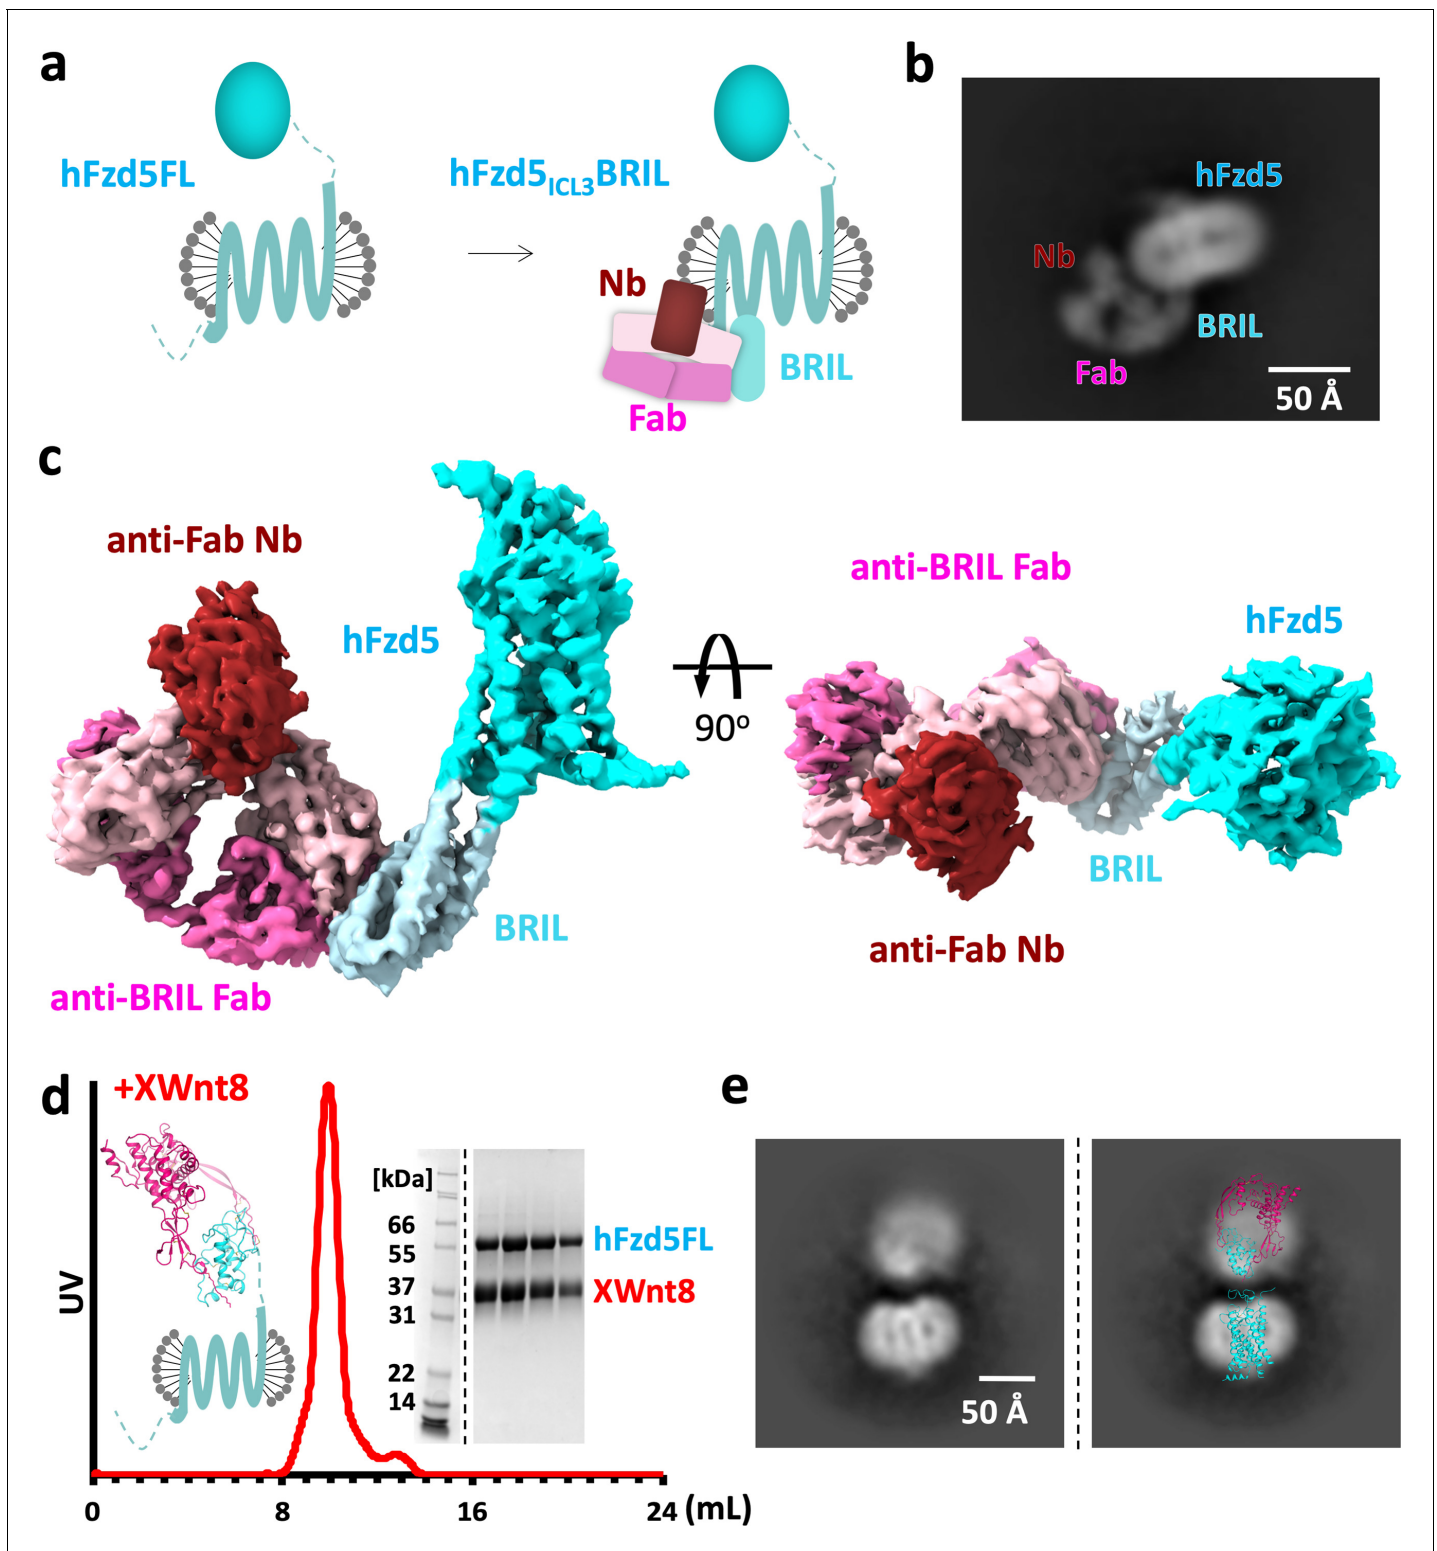 a
hFzd5FL
hFzd5ICL3BRIL
Nb
BRIL
Fab
b
hFzd5
Nb
BRIL
Fab
50 Å
c
anti-Fab Nb
hFzd5
BRIL
anti-BRIL Fab
90º
anti-BRIL Fab
hFzd5
BRIL
anti-Fab Nb
d
+XWnt8
UV
[kDa]
66
55
37
31
22
14
hFzd5FL
XWnt8
0 8 16 24 (mL)
e
50 Å